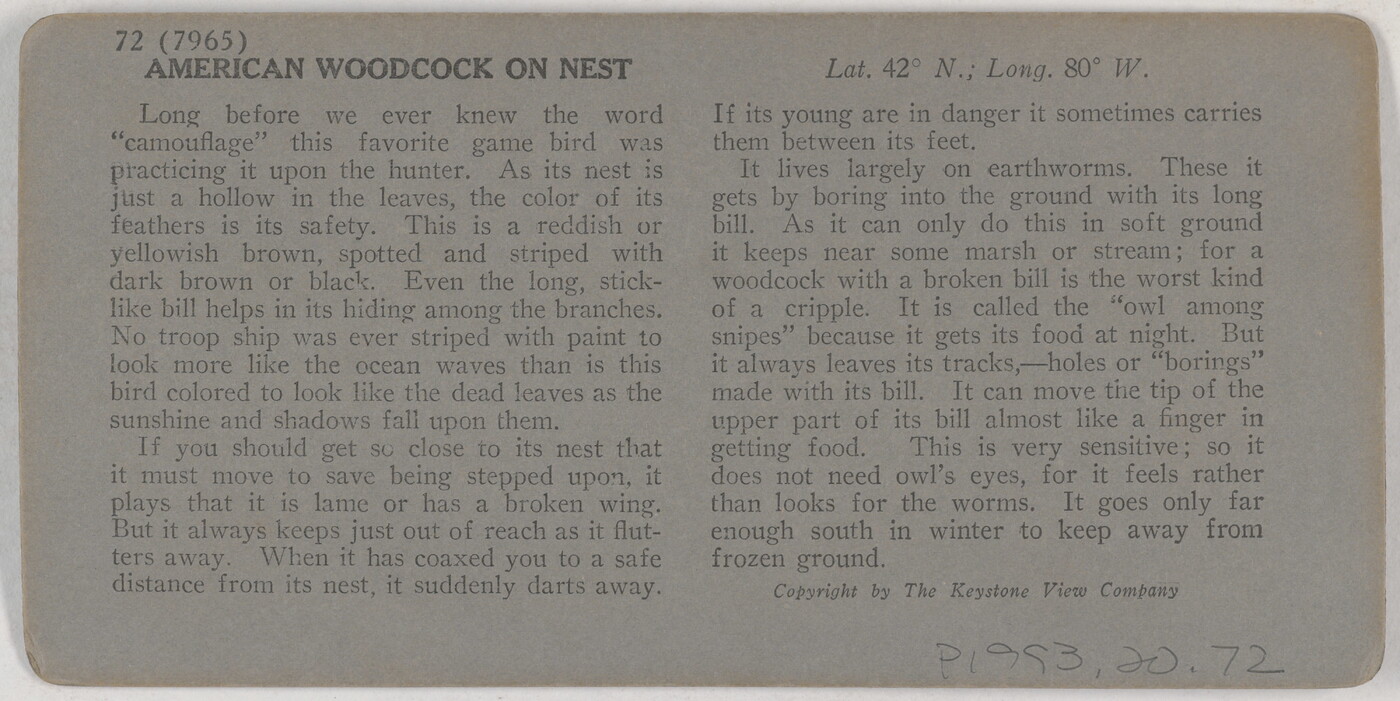 72 (7965)
AMERICAN WOODCOCK ON NEST
Lat. 42° N.; Long. 80° W.
Long before we ever knew the word
“camouflage” this favorite game bird was
practicing it upon the hunter. As its nest is
just a hollow in the leaves, the color of its
feathers is its safety. This is a reddish or
yellowish brown, spotted and striped with
dark brown or black. Even the long, stick-
like bill helps in its hiding among the branches.
No troop ship was ever striped with paint to
look more like the ocean waves than is this
bird colored to look like the dead leaves as the
sunshine and shadows fall upon them.
If you should get so close to its nest that
it must move to save being stepped upon, it
plays that it is lame or has a broken wing.
But it always keeps just out of reach as it flut-
ters away. When it has coaxed you to a safe
distance from its nest, it suddenly darts away.
If its young are in danger it sometimes carries
them between its feet.
It lives largely on earthworms. These it
gets by boring into the ground with its long
bill. As it can only do this in soft ground
it keeps near some marsh or stream; for a
woodcock with a broken bill is the worst kind
of a cripple. It is called the “owl among
snipes” because it gets its food at night. But
it always leaves its tracks,—holes or “borings”
made with its bill. It can move the tip of the
upper part of its bill almost like a finger in
getting food. This is very sensitive; so it
does not need owl’s eyes, for it feels rather
than looks for the worms. It goes only far
enough south in winter to keep away from
frozen ground.
Copyright by The Keystone View Company
P1993.20.72